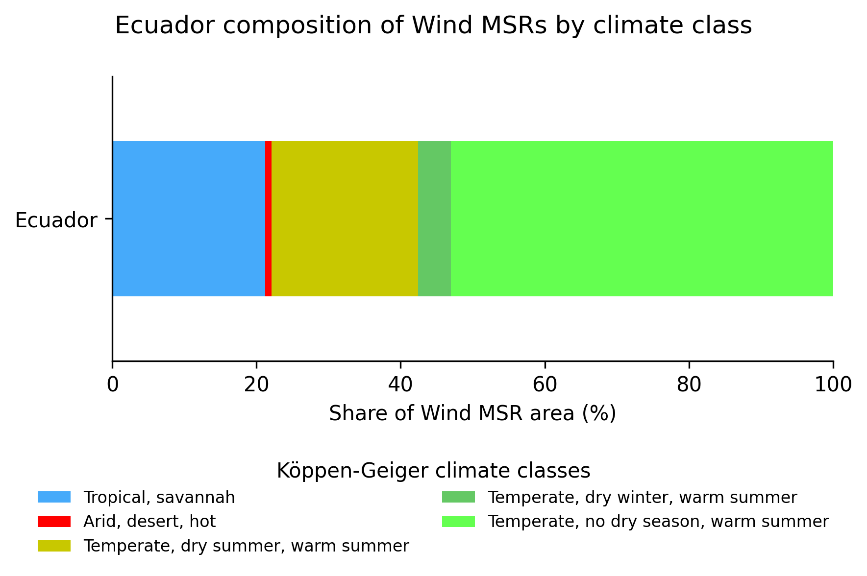 Ecuador composition of Wind MSRs by climate class
Ecuador
0 20 40 60 80 100
Share of Wind MSR area (%)
Köppen-Geiger climate classes
Tropical, savannah
Arid, desert, hot
Temperate, dry summer, warm summer
Temperate, dry winter, warm summer
Temperate, no dry season, warm summer